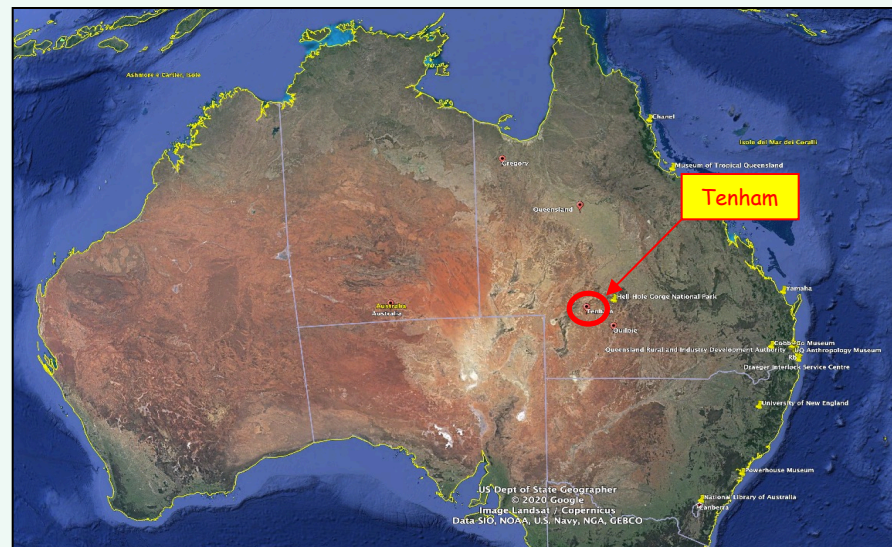 Ashmore e Cartier, Isole
Chanel
Isole del Mar dei Coralli
Gregory
Museum of Tropical Queensland
Tenham
Queensland
Yamaha
Hell Hole Gorge National Park
Australia
Australia
Tenham
Quilpie
Cobb+Co Museum
Queensland Rural and Industry Development Authority
UQ Anthropology Museum
Draeger Interlock Service Centre
University of New England
Powerhouse Museum
US Dept of State Geographer
© 2020 Google
Image Landsat / Copernicus
Data SIO, NOAA, U.S. Navy, NGA, GEBCO
National Library of Australia
Canberra